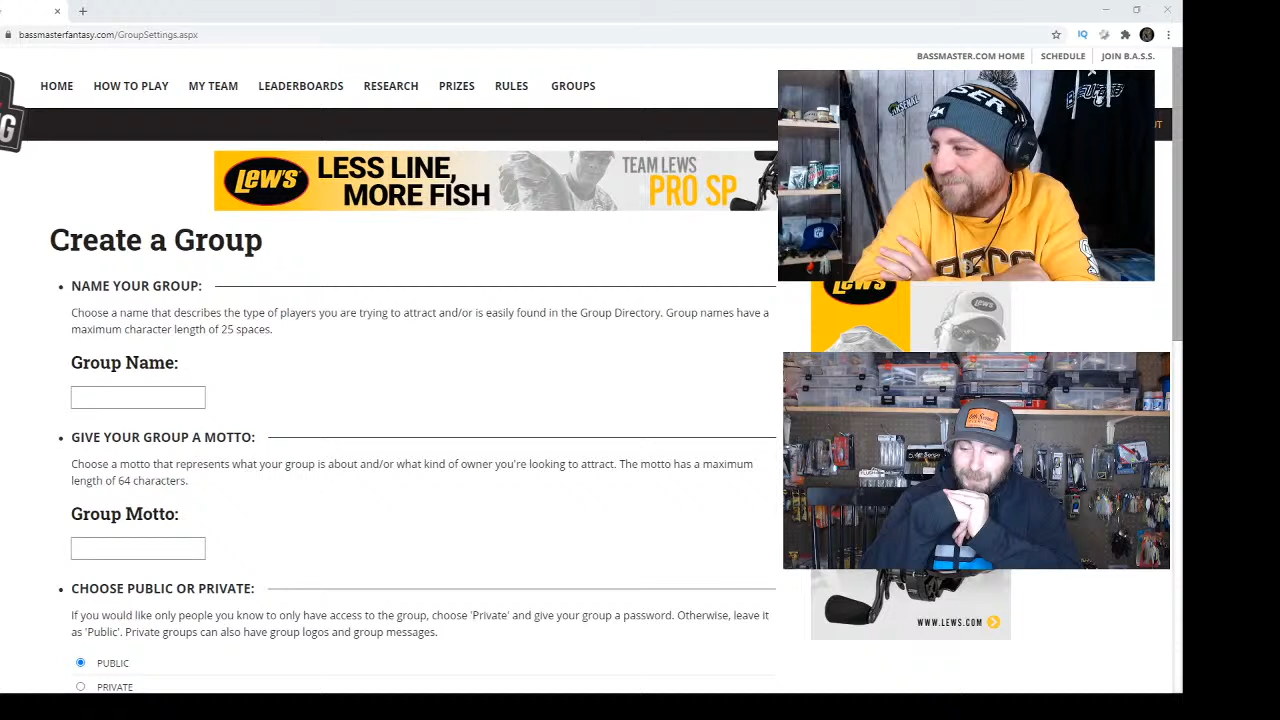 bassmasterfantasy.com/GroupSettings.aspx
BASSMASTER.COM HOME
SCHEDULE
JOIN B.A.S.S.
HOME
HOW TO PLAY
MY TEAM
LEADERBOARDS
RESEARCH
PRIZES
RULES
GROUPS
Lew's
LESS LINE,
MORE FISH
TEAM LEWS
PRO SP
Create a Group
NAME YOUR GROUP:
Choose a name that describes the type of players you are trying to attract and/or is easily found in the Group Directory. Group names have a
maximum character length of 25 spaces.
Group Name:
GIVE YOUR GROUP A MOTTO:
Choose a motto that represents what your group is about and/or what kind of owner you're looking to attract. The motto has a maximum
length of 64 characters.
Group Motto:
CHOOSE PUBLIC OR PRIVATE:
If you would like only people you know to only have access to the group, choose 'Private' and give your group a password. Otherwise, leave it
as 'Public'. Private groups can also have group logos and group messages.
PUBLIC
PRIVATE
IQ
ARSENAL
Lew's
WWW.LEWS.COM